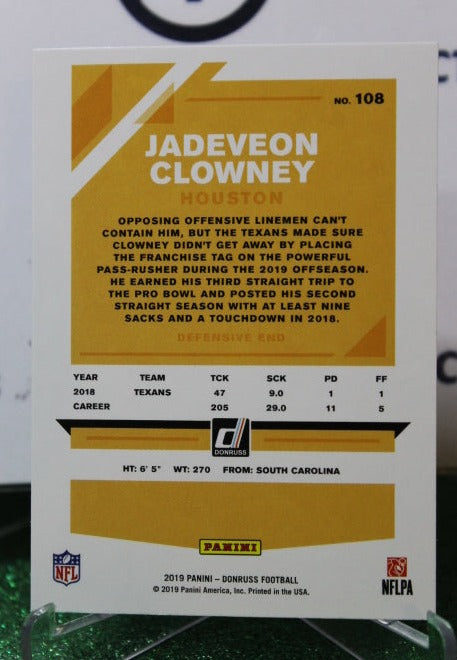 NO. 108
JADEVEON
CLOWNEY
HOUSTON
OPPOSING OFFENSIVE LINEMEN CAN'T
CONTAIN HIM, BUT THE TEXANS MADE SURE
CLOWNEY DIDN'T GET AWAY BY PLACING
THE FRANCHISE TAG ON THE POWERFUL
PASS-RUSHER DURING THE 2019 OFFSEASON.
HE EARNED HIS THIRD STRAIGHT TRIP TO
THE PRO BOWL AND POSTED HIS SECOND
STRAIGHT SEASON WITH AT LEAST NINE
SACKS AND A TOUCHDOWN IN 2018.
DEFENSIVE END
YEAR TEAM TCK SCK PD FF
2018 TEXANS 47 9.0 1 1
CAREER 205 29.0 11 5
DONRUSS
HT: 6' 5" WT: 270 FROM: SOUTH CAROLINA
PANINI
NFL
NFLPA
2019 PANINI – DONRUSS FOOTBALL
© 2019 Panini America, Inc. Printed in the USA.